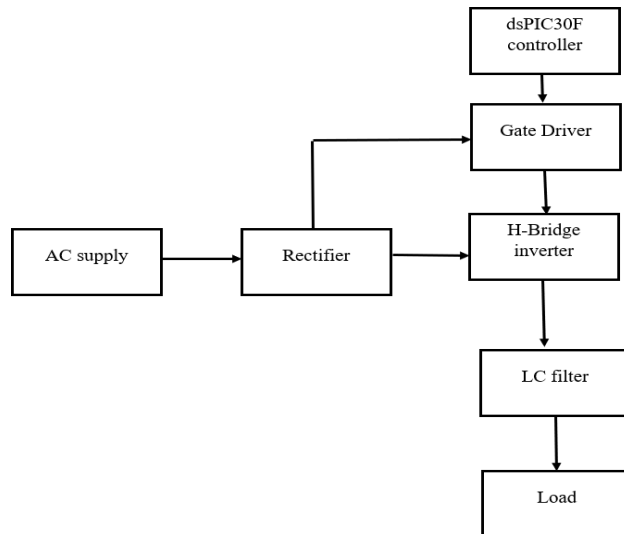 dsPIC30F
controller
Gate Driver
H-Bridge
inverter
AC supply
Rectifier
LC filter
Load